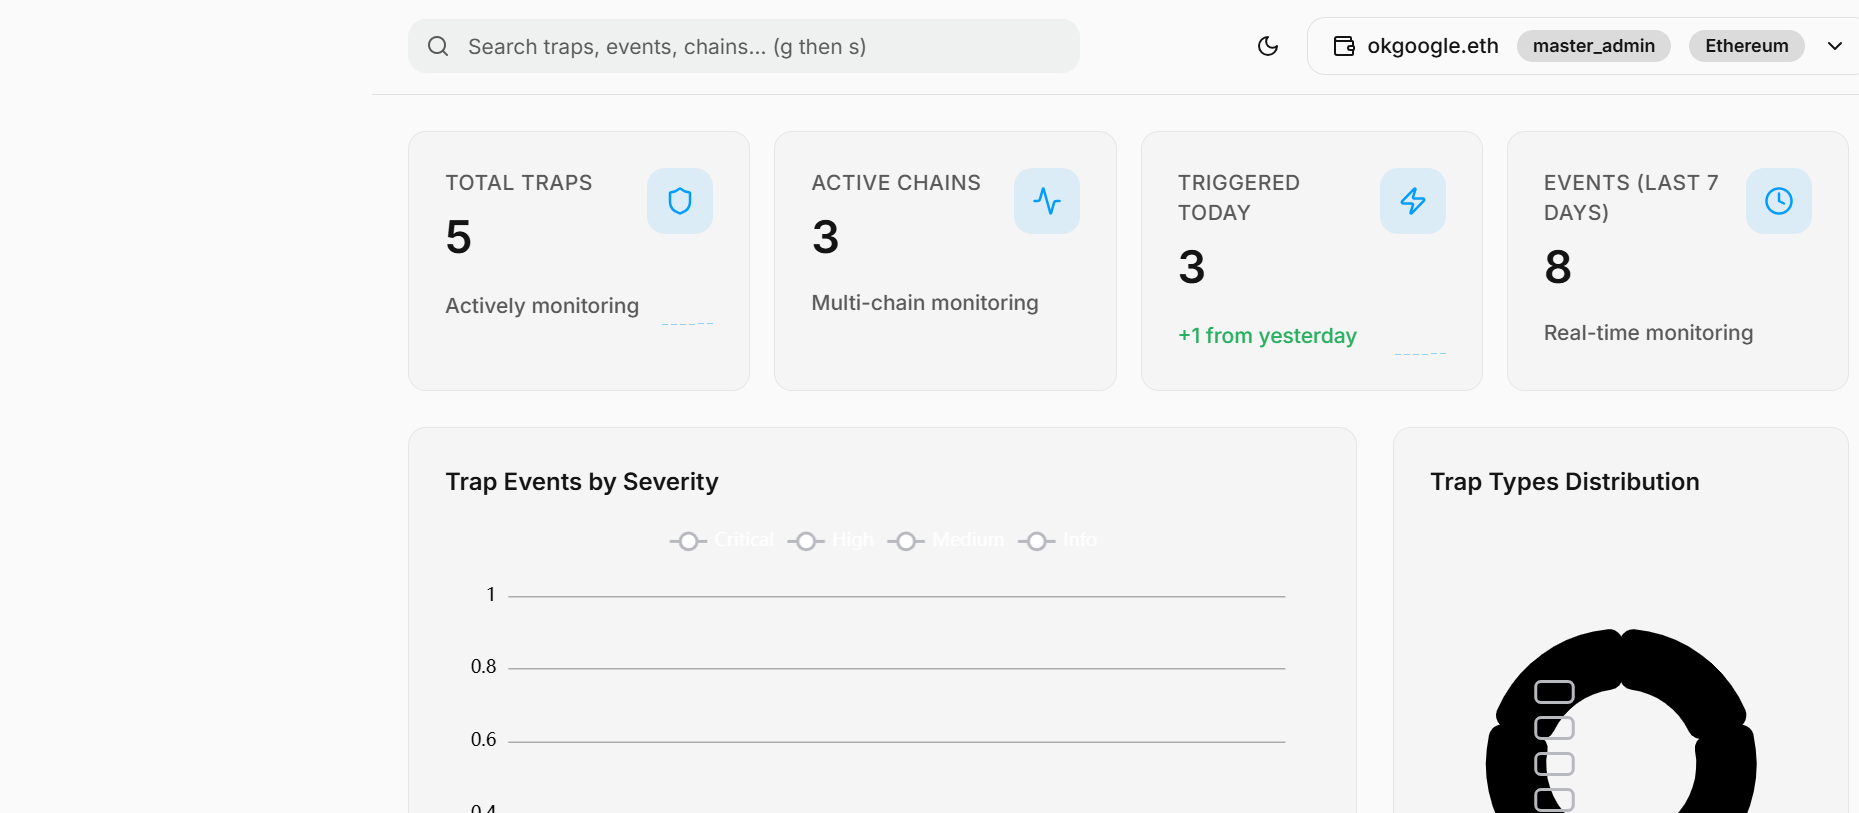 Search traps, events, chains... (g then s)
okgoogle.eth
master_admin
Ethereum
TOTAL TRAPS
5
Actively monitoring
ACTIVE CHAINS
3
Multi-chain monitoring
TRIGGERED
TODAY
3
+1 from yesterday
EVENTS (LAST 7
DAYS)
8
Real-time monitoring
Trap Events by Severity
Critical
High
Medium
Info
1
0.8
0.6
0.4
Trap Types Distribution